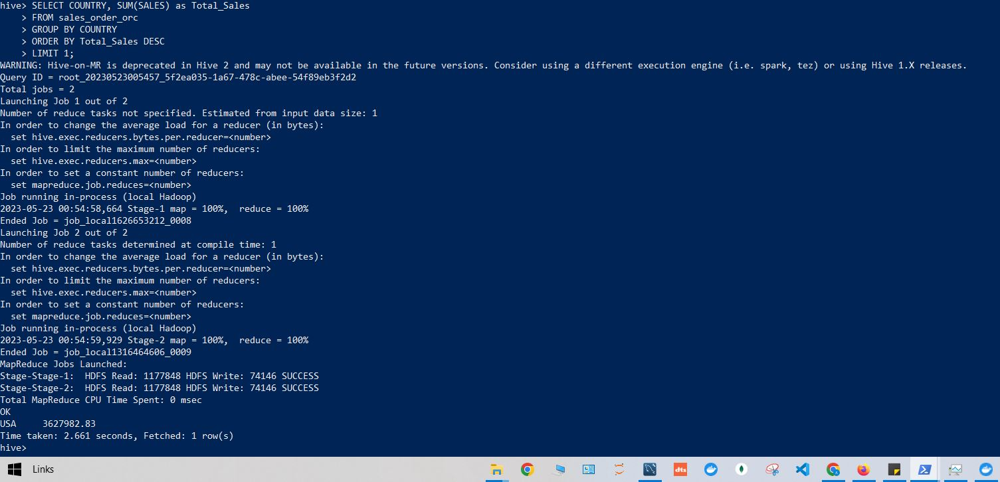 hive> SELECT COUNTRY, SUM(SALES) as Total_Sales
    > FROM sales_order_orc
    > GROUP BY COUNTRY
    > ORDER BY Total_Sales DESC
    > LIMIT 1;
WARNING: Hive-on-MR is deprecated in Hive 2 and may not be available in the future versions. Consider using a different execution engine (i.e. spark, tez) or using Hive 1.X releases.
Query ID = root_20230523005457_5f2ea035-1a67-478c-abee-54f89eb3f2d2
Total jobs = 2
Launching Job 1 out of 2
Number of reduce tasks not specified. Estimated from input data size: 1
In order to change the average load for a reducer (in bytes):
  set hive.exec.reducers.bytes.per.reducer=<number>
In order to limit the maximum number of reducers:
  set hive.exec.reducers.max=<number>
In order to set a constant number of reducers:
  set mapreduce.job.reduces=<number>
Job running in-process (local Hadoop)
2023-05-23 00:54:58,664 Stage-1 map = 100%,  reduce = 100%
Ended Job = job_local1626653212_0008
Launching Job 2 out of 2
Number of reduce tasks determined at compile time: 1
In order to change the average load for a reducer (in bytes):
  set hive.exec.reducers.bytes.per.reducer=<number>
In order to limit the maximum number of reducers:
  set hive.exec.reducers.max=<number>
In order to set a constant number of reducers:
  set mapreduce.job.reduces=<number>
Job running in-process (local Hadoop)
2023-05-23 00:54:59,929 Stage-2 map = 100%,  reduce = 100%
Ended Job = job_local1316464606_0009
MapReduce Jobs Launched:
Stage-Stage-1:  HDFS Read: 1177848 HDFS Write: 74146 SUCCESS
Stage-Stage-2:  HDFS Read: 1177848 HDFS Write: 74146 SUCCESS
Total MapReduce CPU Time Spent: 0 msec
OK
USA     3627982.83
Time taken: 2.661 seconds, Fetched: 1 row(s)
hive>
Links
dts